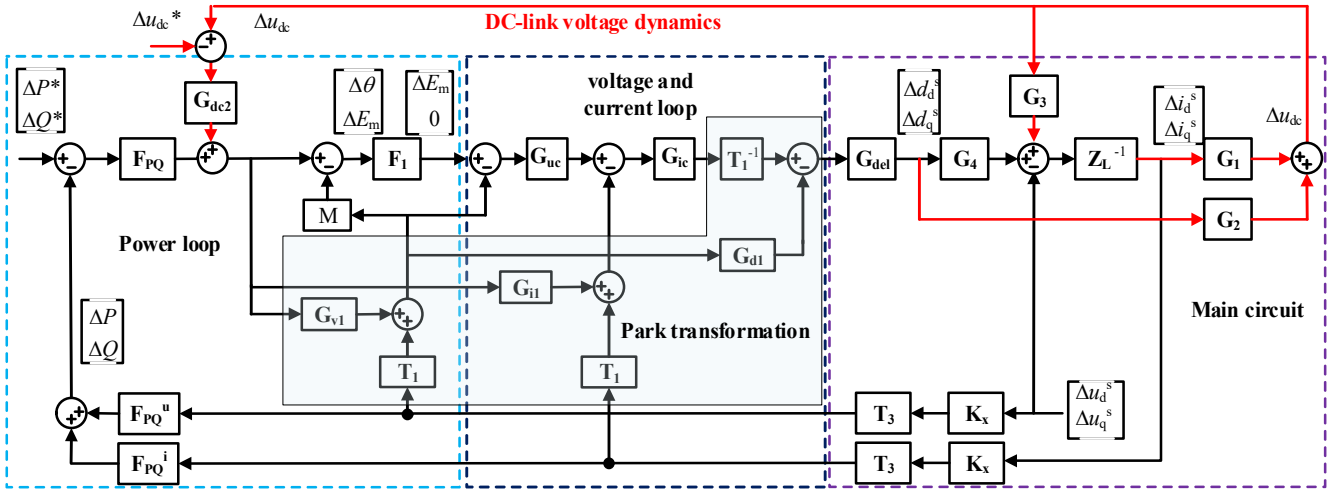 Δu_dc*
Δu_dc
DC-link voltage dynamics
ΔP*
ΔQ*
G_dc2
Δθ
ΔE_m
ΔE_m
0
voltage and
current loop
Δd_d^s
Δd_q^s
G_3
Δi_d^s
Δi_q^s
Δu_dc
F_PQ
F_1
G_uc
G_ic
T_1^-1
G_del
G_4
Z_L^-1
G_1
M
G_2
Power loop
G_d1
G_i1
G_v1
Park transformation
Main circuit
ΔP
ΔQ
T_1
T_1
F_PQ^u
T_3
K_x
Δu_d^s
Δu_q^s
F_PQ^i
T_3
K_x